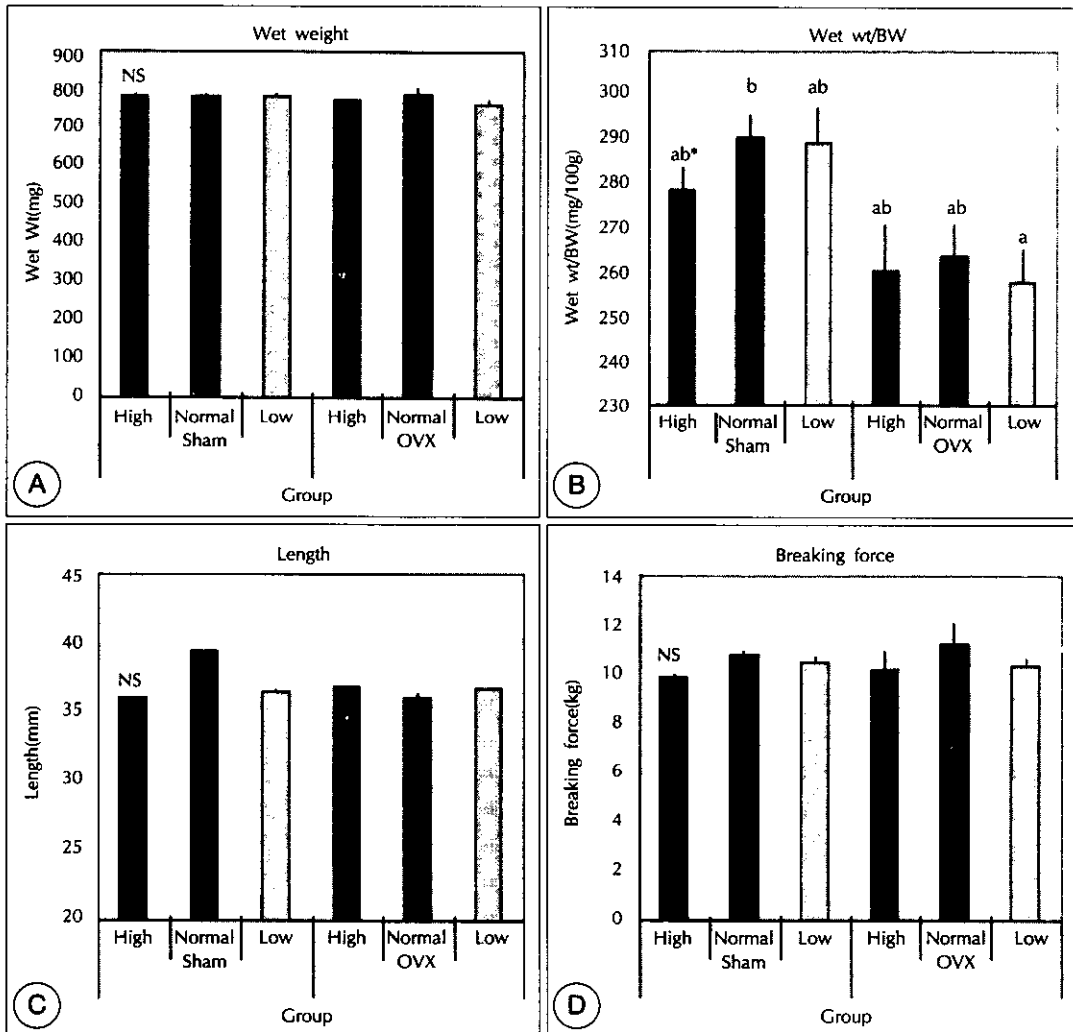 Wet weight
Wet Wt(mg)
900
800
700
600
500
400
300
200
100
0
NS
High Normal Low High Normal Low
Sham OVX
Group
A
Wet wt/BW
Wet wt/BW(mg/100g)
310
300
290
280
270
260
250
240
230
ab* b ab ab ab a
High Normal Low High Normal Low
Sham OVX
Group
B
Length
Length(mm)
45
40
35
30
25
20
NS
High Normal Low High Normal Low
Sham OVX
Group
C
Breaking force
Breaking force(kg)
14
12
10
8
6
4
2
0
NS
High Normal Low High Normal Low
Sham OVX
Group
D